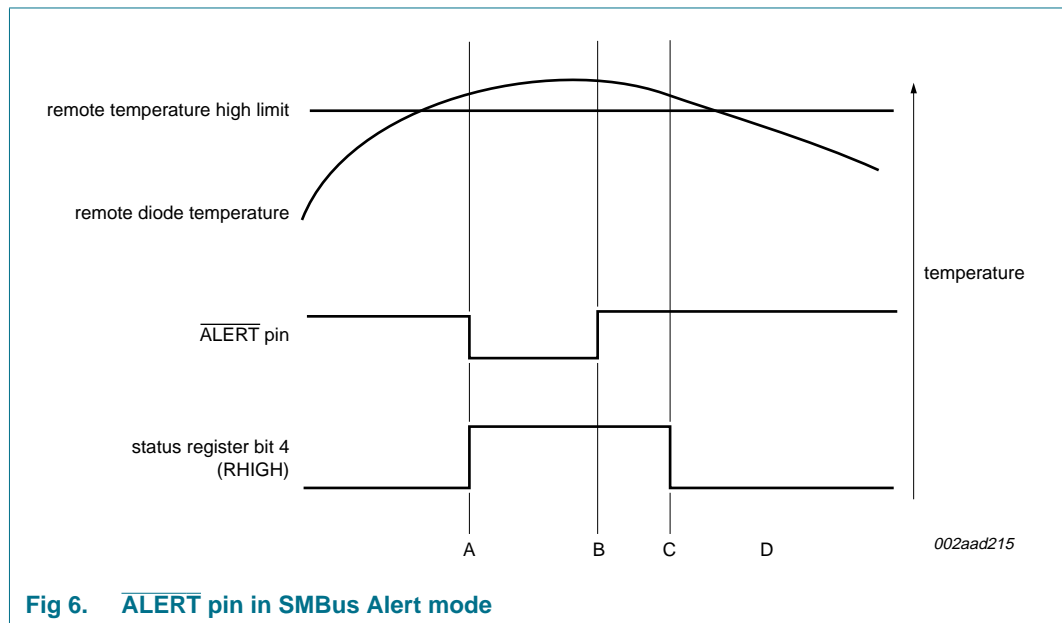 remote temperature high limit
remote diode temperature
temperature
ALERT pin
status register bit 4
(RHIGH)
A B C D
002aad215
Fig 6. ALERT pin in SMBus Alert mode